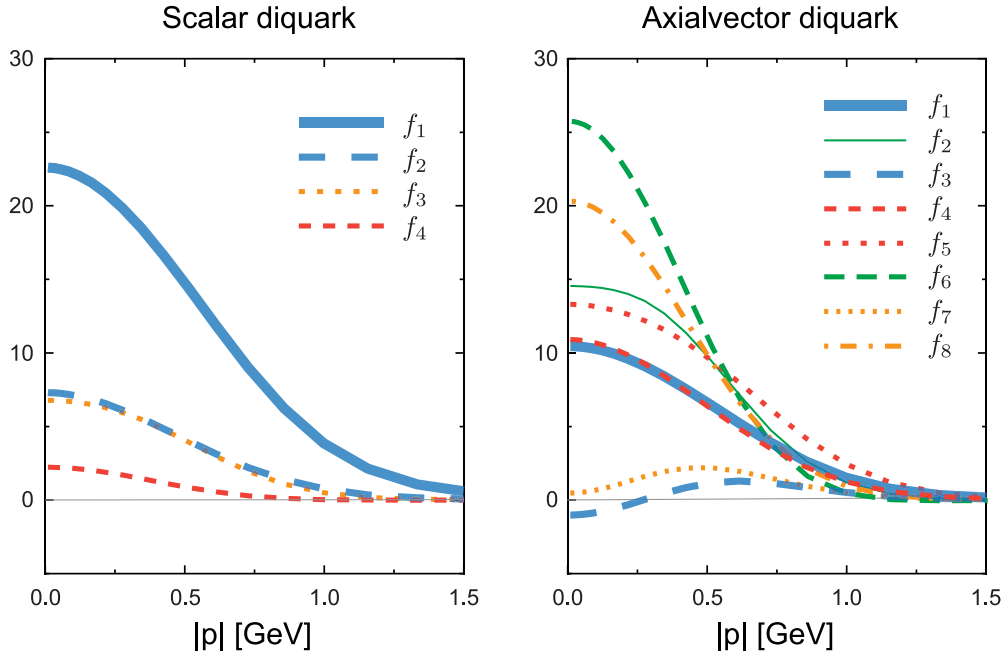 Scalar diquark
30
20
10
0
0.0 0.5 1.0 1.5
|p| [GeV]
f1
f2
f3
f4
Axialvector diquark
30
20
10
0
0.0 0.5 1.0 1.5
|p| [GeV]
f1
f2
f3
f4
f5
f6
f7
f8